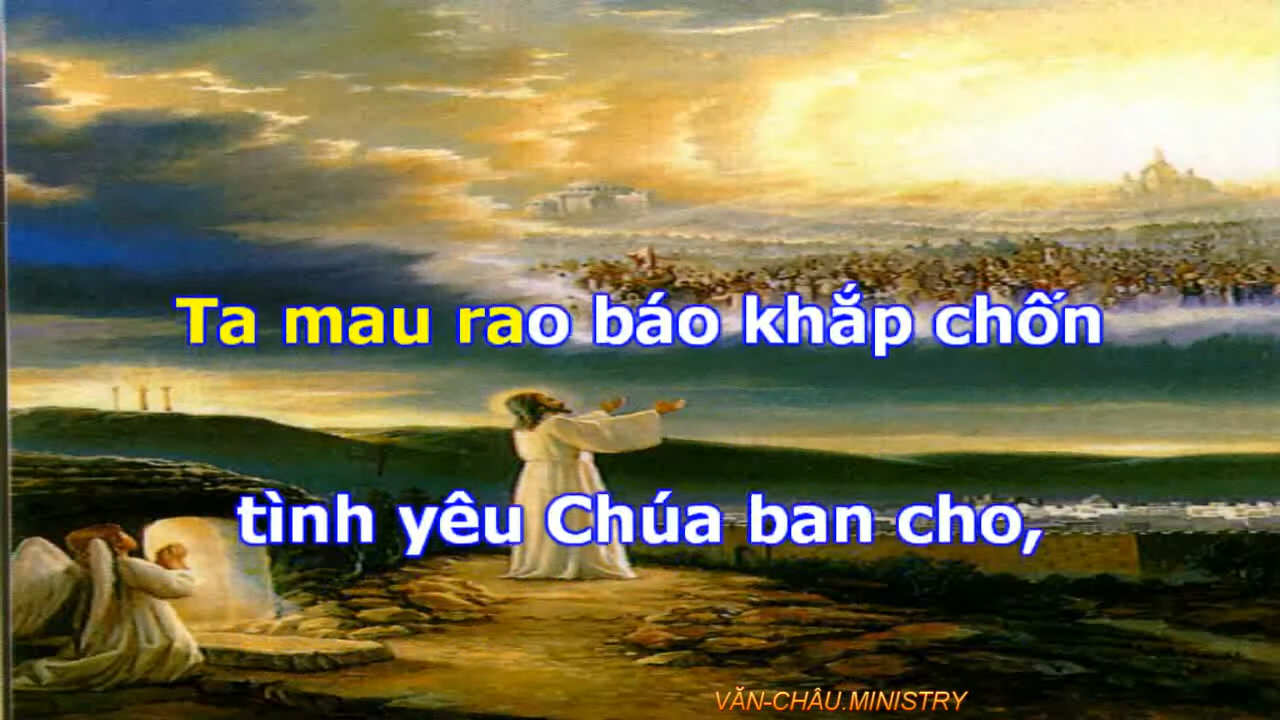 Ta mau rao báo khắp chốn
tình yêu Chúa ban cho,
VĂN-CHÂU.MINISTRY